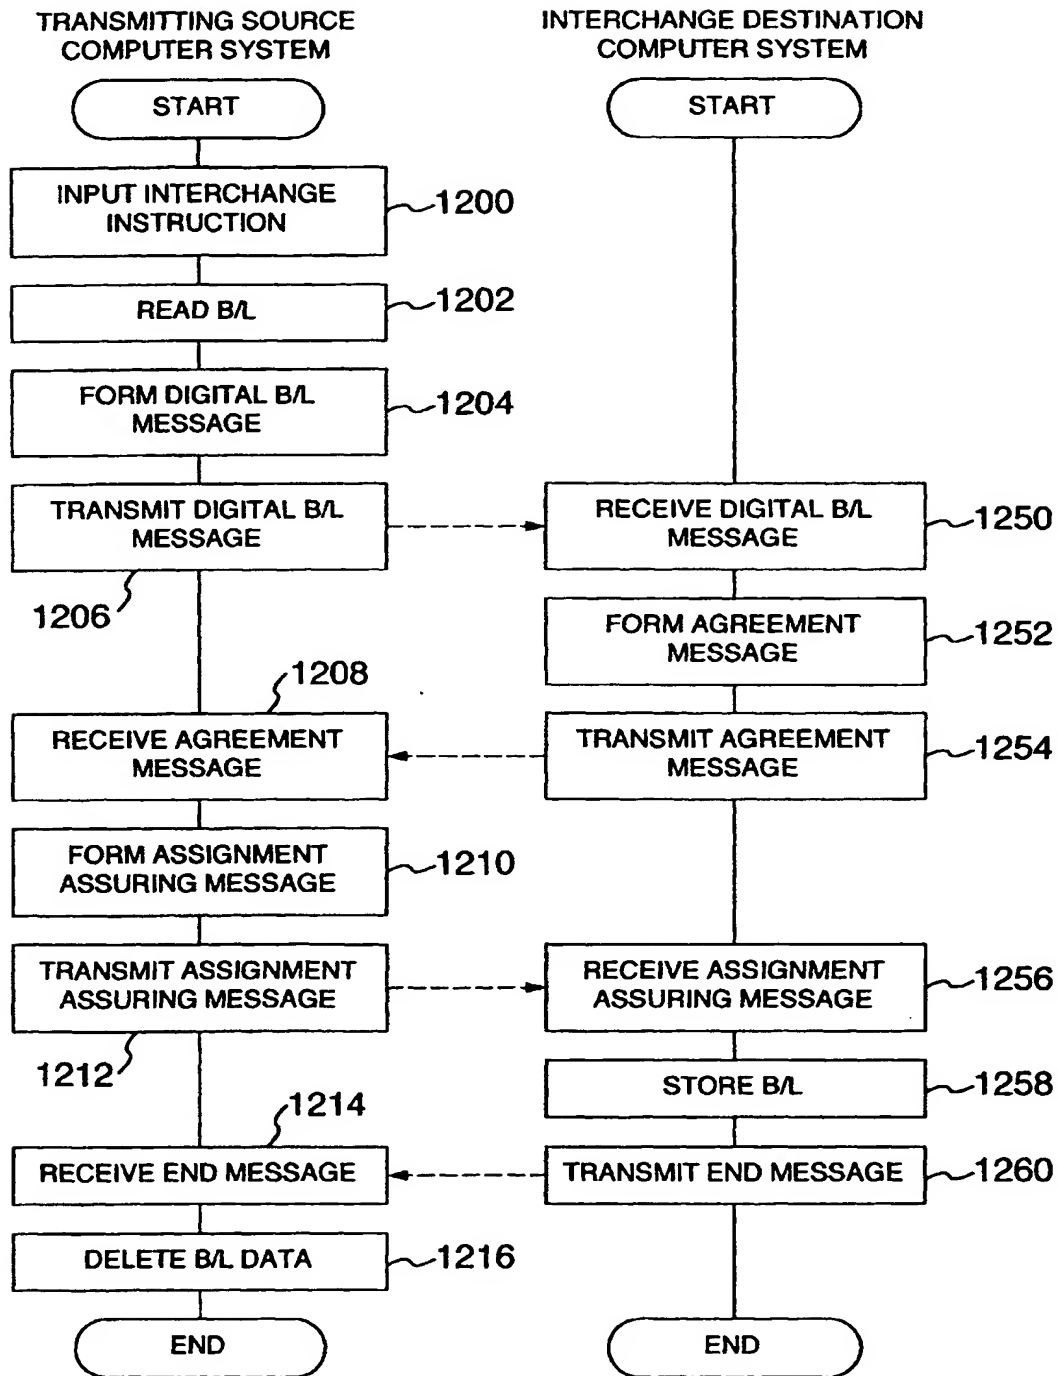 TRANSMITTING SOURCE
COMPUTER SYSTEM
START
INPUT INTERCHANGE
INSTRUCTION
1200
READ B/L
1202
FORM DIGITAL B/L
MESSAGE
1204
TRANSMIT DIGITAL B/L
MESSAGE
1206
1208
RECEIVE AGREEMENT
MESSAGE
FORM ASSIGNMENT
ASSURING MESSAGE
1210
TRANSMIT ASSIGNMENT
ASSURING MESSAGE
1212
1214
RECEIVE END MESSAGE
DELETE B/L DATA
1216
END
INTERCHANGE DESTINATION
COMPUTER SYSTEM
START
RECEIVE DIGITAL B/L
MESSAGE
1250
FORM AGREEMENT
MESSAGE
1252
TRANSMIT AGREEMENT
MESSAGE
1254
RECEIVE ASSIGNMENT
ASSURING MESSAGE
1256
STORE B/L
1258
TRANSMIT END MESSAGE
1260
END